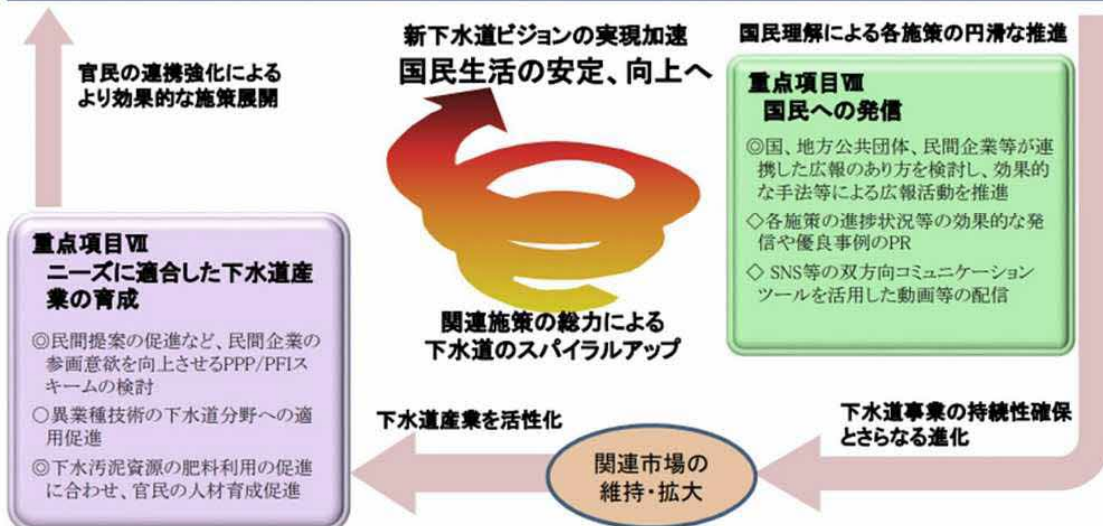 新下水道ビジョンの実現加速
国民生活の安定、向上へ
国民理解による各施策の円滑な推進
官民の連携強化による
より効果的な施策展開
重点項目Ⅷ
国民への発信
◎国、地方公共団体、民間企業等が連
携した広報のあり方を検討し、効果的
な手法等による広報活動を推進
◇各施策の進捗状況等の効果的な発
信や優良事例のPR
◇ SNS等の双方向コミュニケーション
ツールを活用した動画等の配信
重点項目Ⅶ
ニーズに適合した下水道産
業の育成
◎民間提案の促進など、民間企業の
参画意欲を向上させるPPP/PFIス
キームの検討
○異業種技術の下水道分野への適
用促進
◎下水汚泥資源の肥料利用の促進
に合わせ、官民の人材育成促進
関連施策の総力による
下水道のスパイラルアップ
下水道産業を活性化
関連市場の
維持・拡大
下水道事業の持続性確保
とさらなる進化